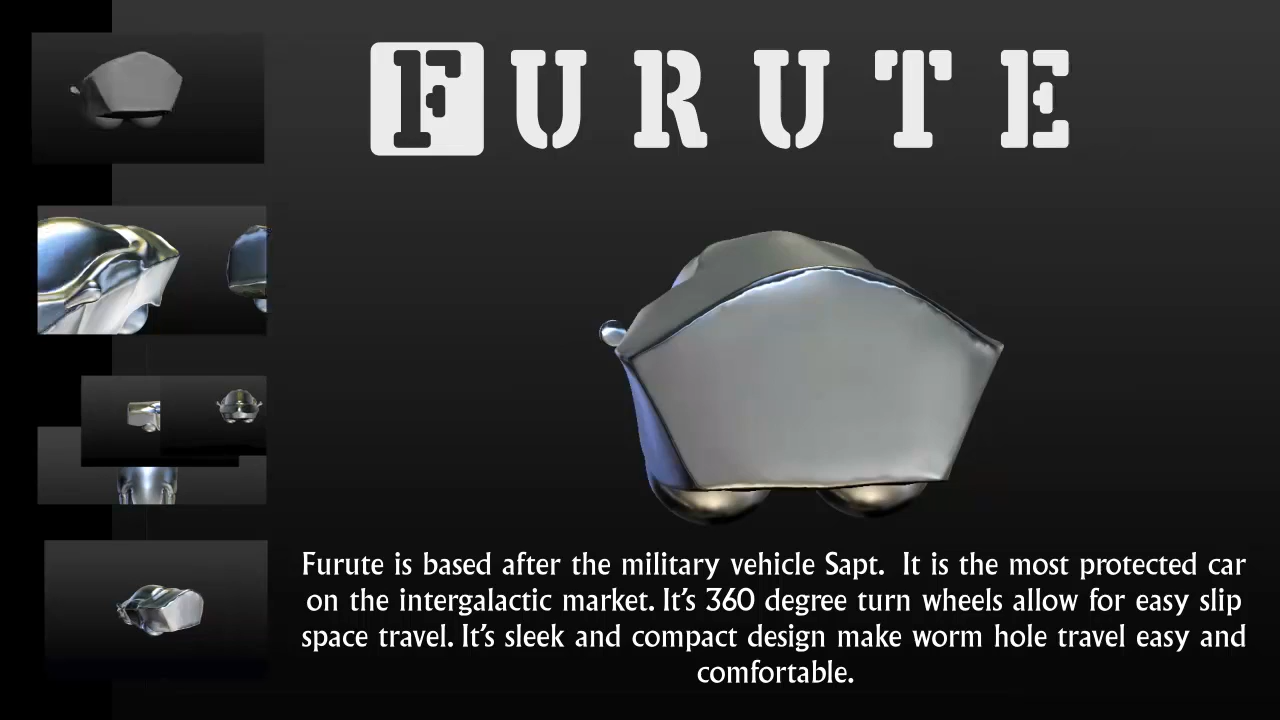 FURUTE
Furute is based after the military vehicle Sapt. It is the most protected car
on the intergalactic market. It's 360 degree turn wheels allow for easy slip
space travel. It's sleek and compact design make worm hole travel easy and
comfortable.